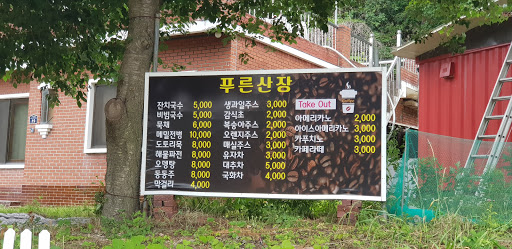 푸른산장
잔치국수 5,000
비빔국수 5,000
묵채 6,000
메밀전병 10,000
도토리묵 8,000
해물파전 8,000
오뎅탕 8,000
동동주 8,000
막걸리 4,000
생과일주스 3,000
감식초 2,000
복숭아주스 2,000
오렌지주스 2,000
매실주스 3,000
유자차 3,000
대추차 5,000
국화차 4,000
Take Out
아메리카노 2,000
아이스아메리카노 3,000
카푸치노 3,000
카페라떼 3,000